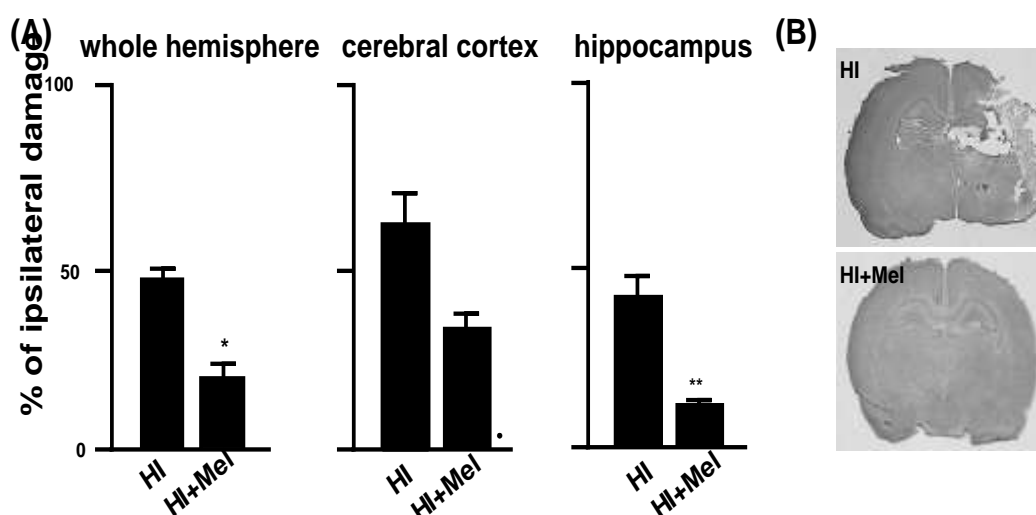 (A)
whole hemisphere
cerebral cortex
hippocampus
(B)
% of ipsilateral damage
100
50
0
*
**
HI
HI+Mel
HI
HI+Mel
HI
HI+Mel
HI
HI+Mel